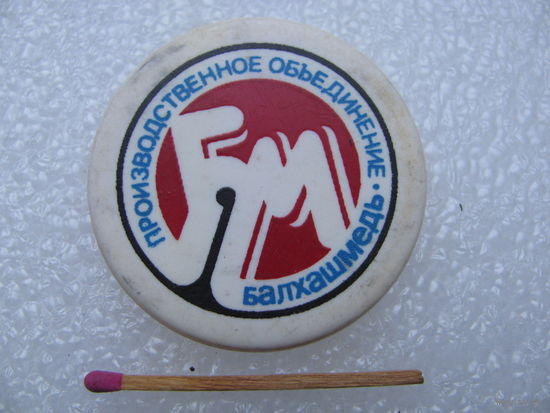 ПРОИЗВОДСТВЕННОЕ ОБЪЕДИНЕНИЕ •
БАЛХАШМЕДЬ
БМ